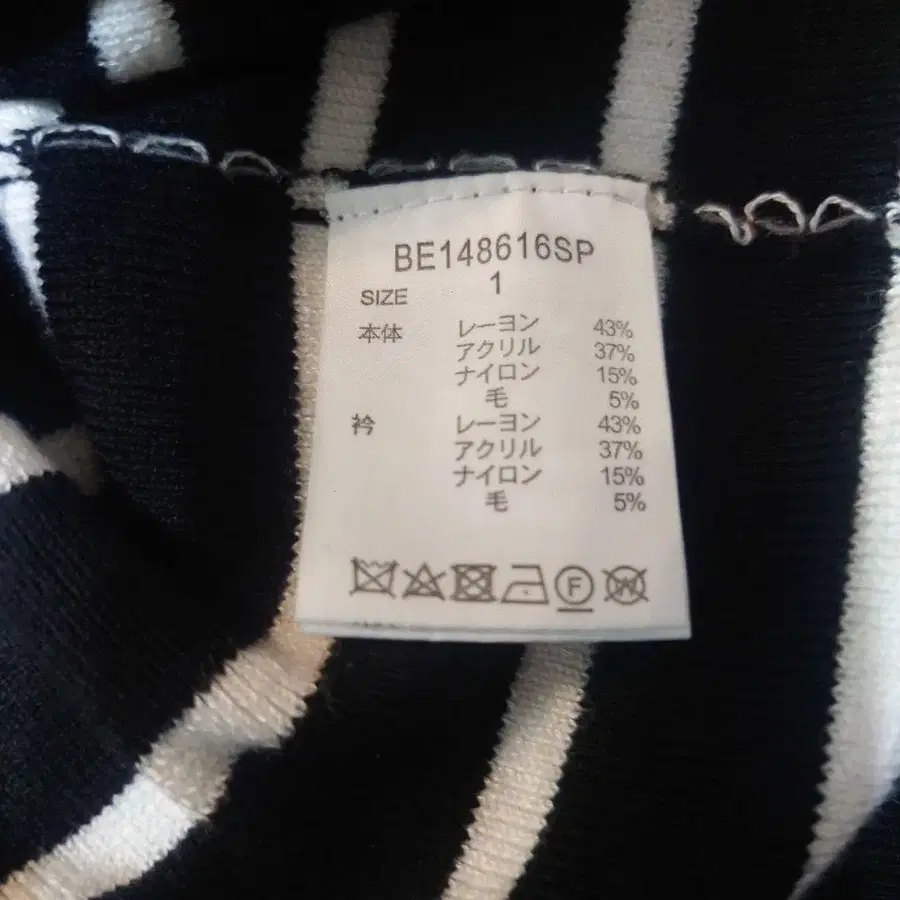 BE148616SP
SIZE 1
本体 レーヨン 43%
アクリル 37%
ナイロン 15%
毛 5%
衿 レーヨン 43%
アクリル 37%
ナイロン 15%
毛 5%
F W